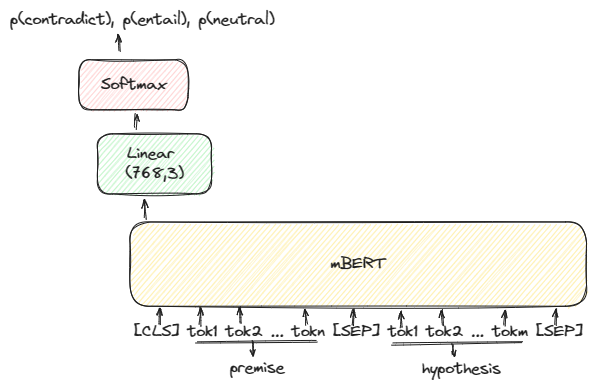 p(contradict), p(entail), p(neutral)
Softmax
Linear
(768,3)
mBERT
[CLS] tok1 tok2 ... tokn [SEP] tok1 tok2 ... tokm [SEP]
premise
hypothesis